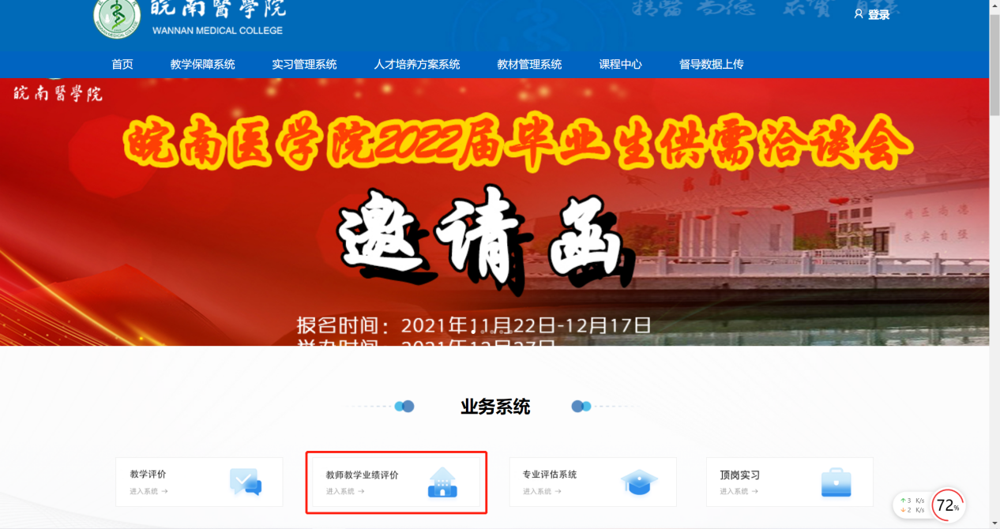 皖南醫學院
WANNAN MEDICAL COLLEGE
登录
首页 教学保障系统 实习管理系统 人才培养方案系统 教材管理系统 课程中心 督导数据上传
皖南醫學院
皖南医学院2022届毕业生供需洽谈会
邀请函
报名时间：2021年11月22日-12月17日
业务系统
教学评价
进入系统 →
教师教学业绩评价
进入系统 →
专业评估系统
进入系统 →
顶岗实习
进入系统 →
↑ 3 K/s
↓ 2 K/s
72%